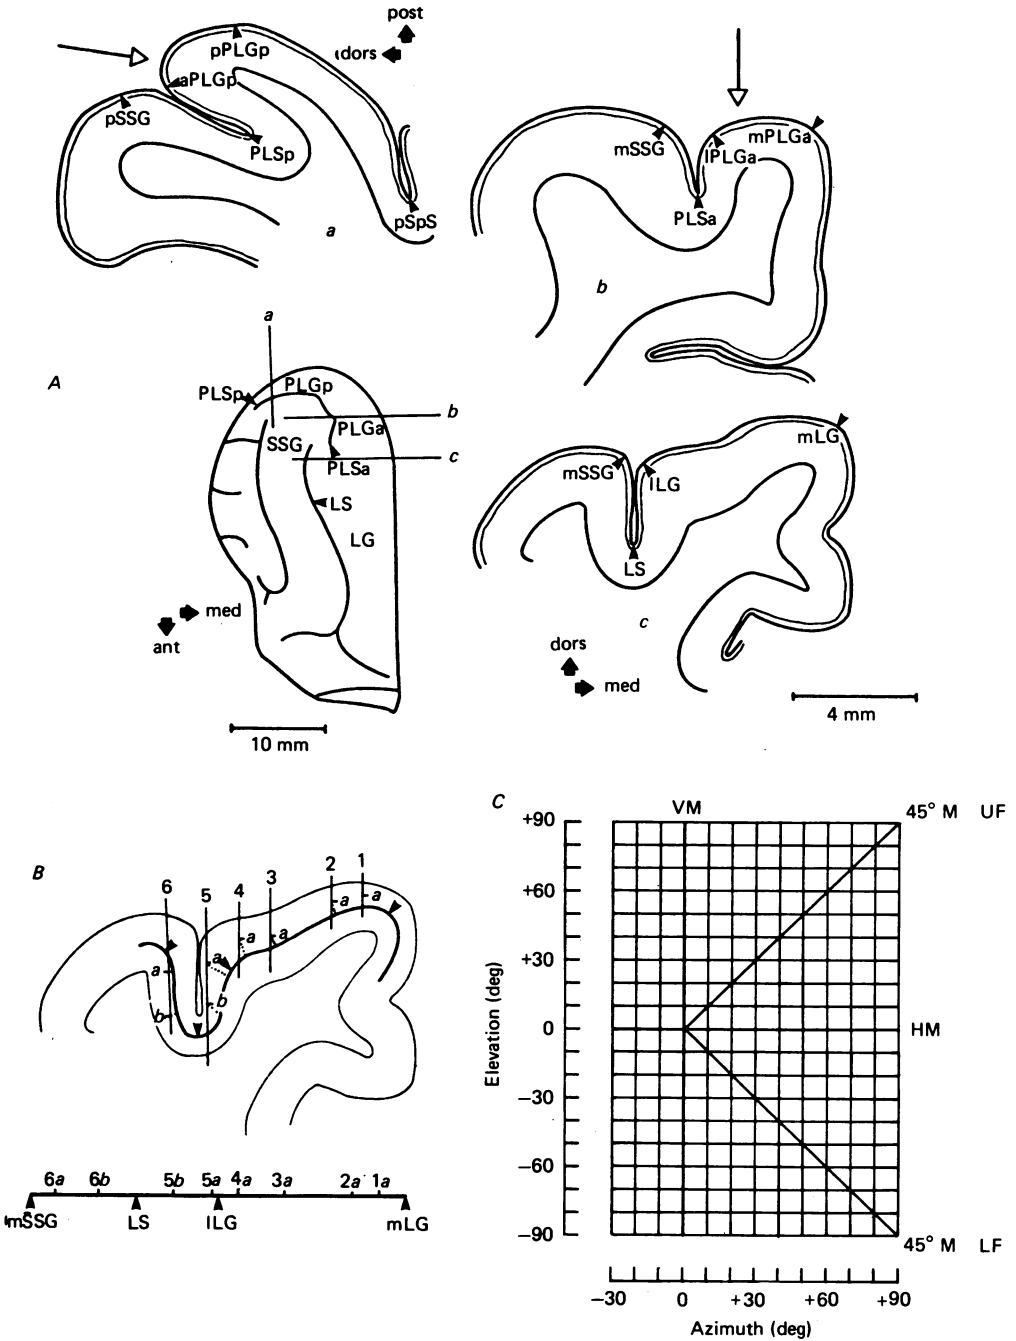 post
dors
pPLGp
aPLGp
pSSG
PLSp
pSpS
a
mSSG
lPLGa
mPLGa
PLSa
b
A
a
PLSp
PLGp
b
PLGa
SSG
c
PLSa
LS
LG
med
ant
10 mm
mLG
mSSG
lLG
LS
c
dors
med
4 mm
B
6 5 4 3 2 1
a a a a a a
b b
6a 6b 5b 5a 4a 3a 2a 1a
mSSG LS lLG mLG
C
VM
45° M UF
+90
+60
+30
0 HM
−30
−60
−90
45° M LF
Elevation (deg)
−30 0 +30 +60 +90
Azimuth (deg)